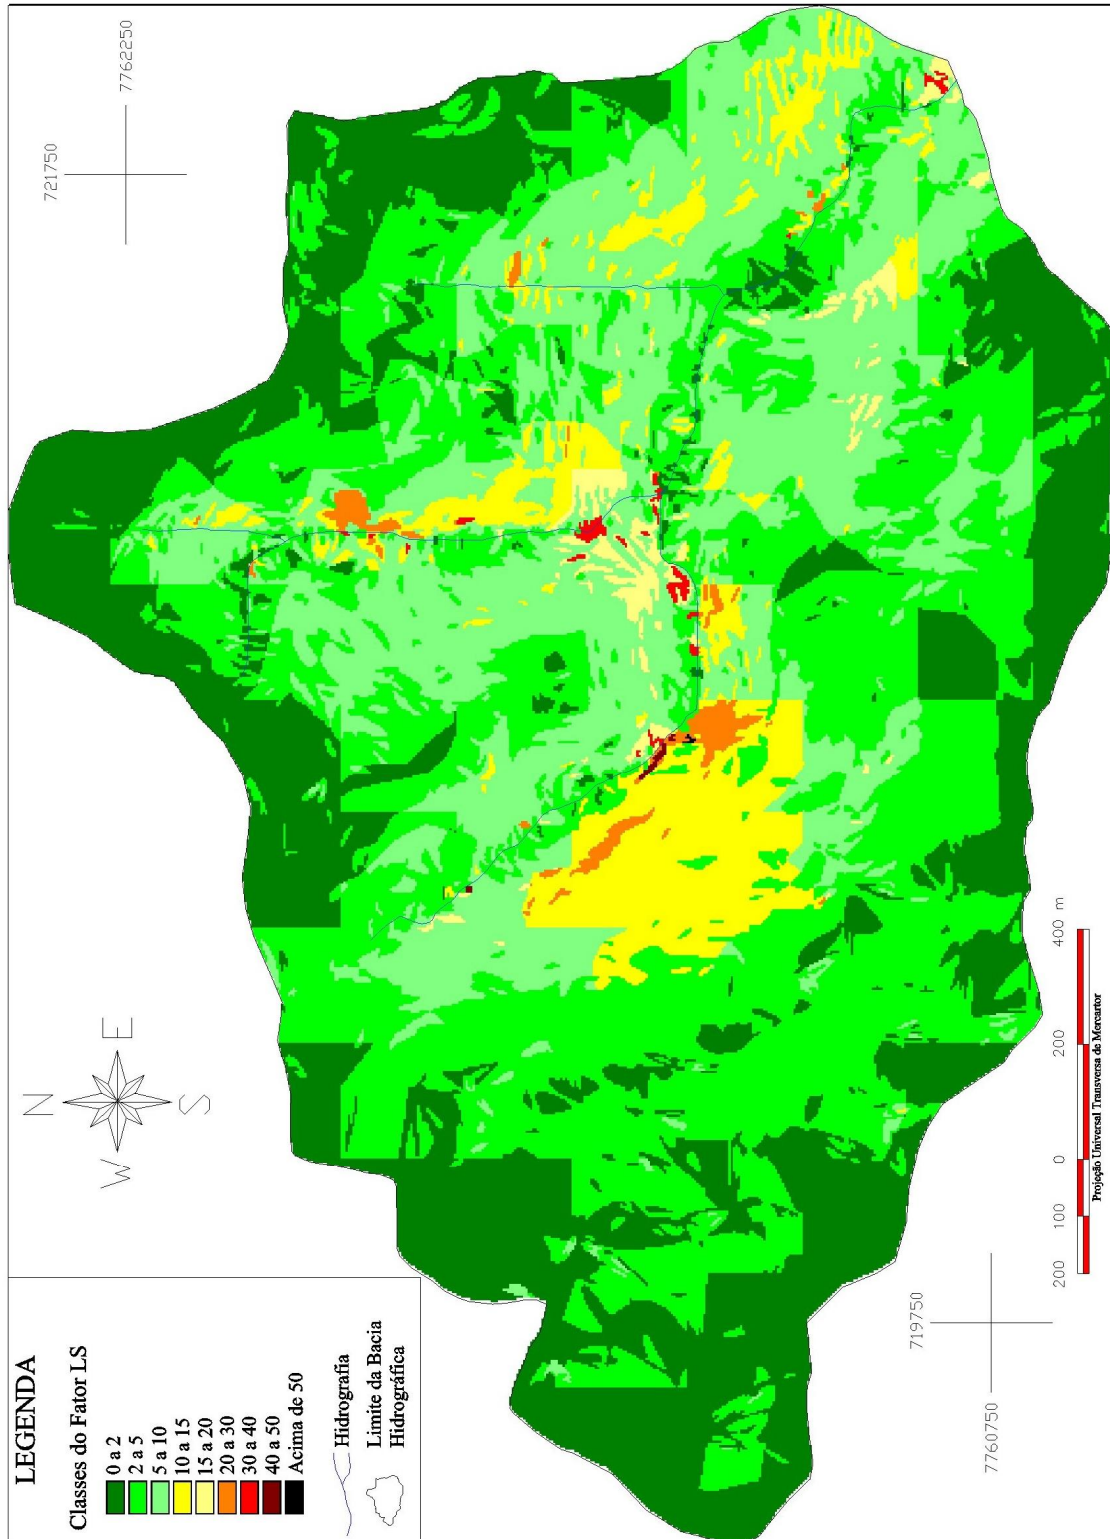 LEGENDA
Classes do Fator LS
0 a 2
2 a 5
5 a 10
10 a 15
15 a 20
20 a 30
30 a 40
40 a 50
Acima de 50
Hidrografia
Limite da Bacia
Hidrográfica
N
W
E
S
721750
7762250
719750
7760750
200 100 0 200 400 m
Projeção Universal Transversa de Mercartor